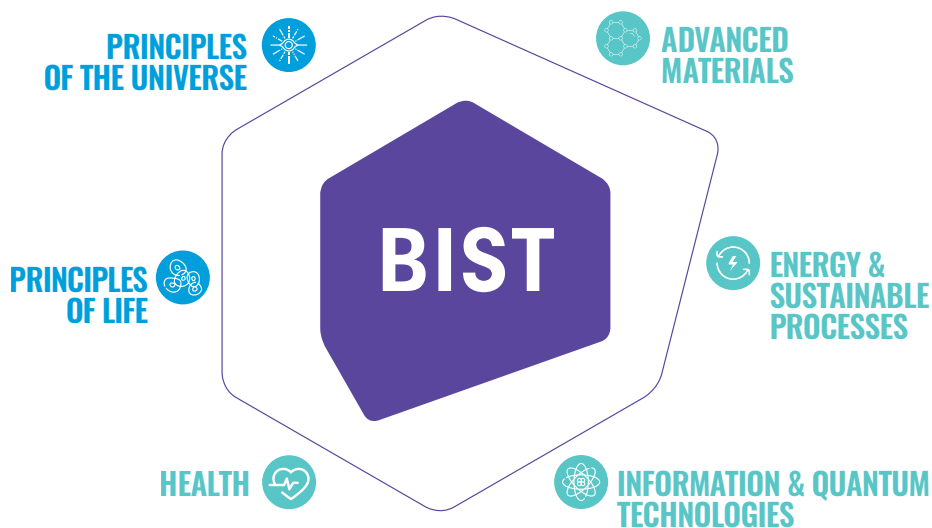 PRINCIPLES
OF THE UNIVERSE
ADVANCED
MATERIALS
BIST
PRINCIPLES
OF LIFE
ENERGY &
SUSTAINABLE
PROCESSES
HEALTH
INFORMATION & QUANTUM
TECHNOLOGIES